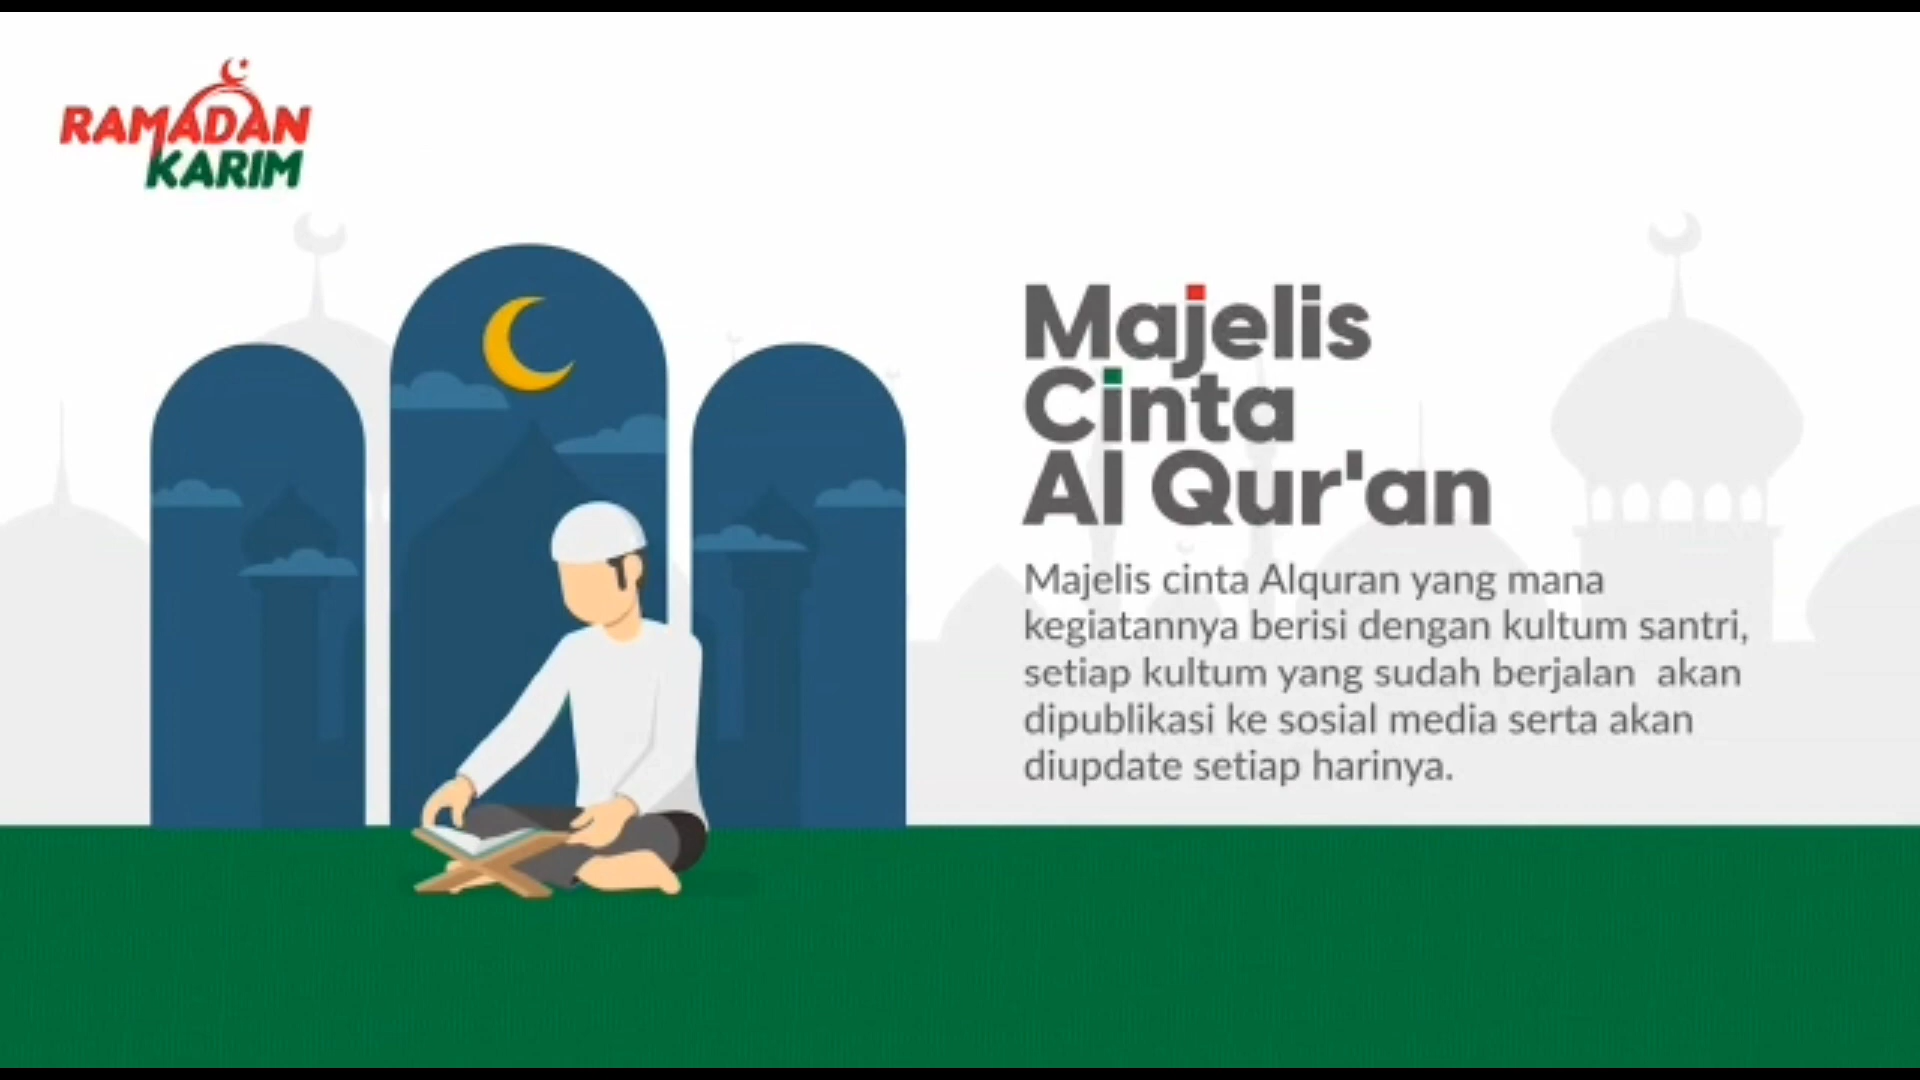 RAMADAN
KARIM
Majelis
Cinta
Al Qur'an
Majelis cinta Alquran yang mana
kegiatannya berisi dengan kultum santri,
setiap kultum yang sudah berjalan  akan
dipublikasi ke sosial media serta akan
diupdate setiap harinya.